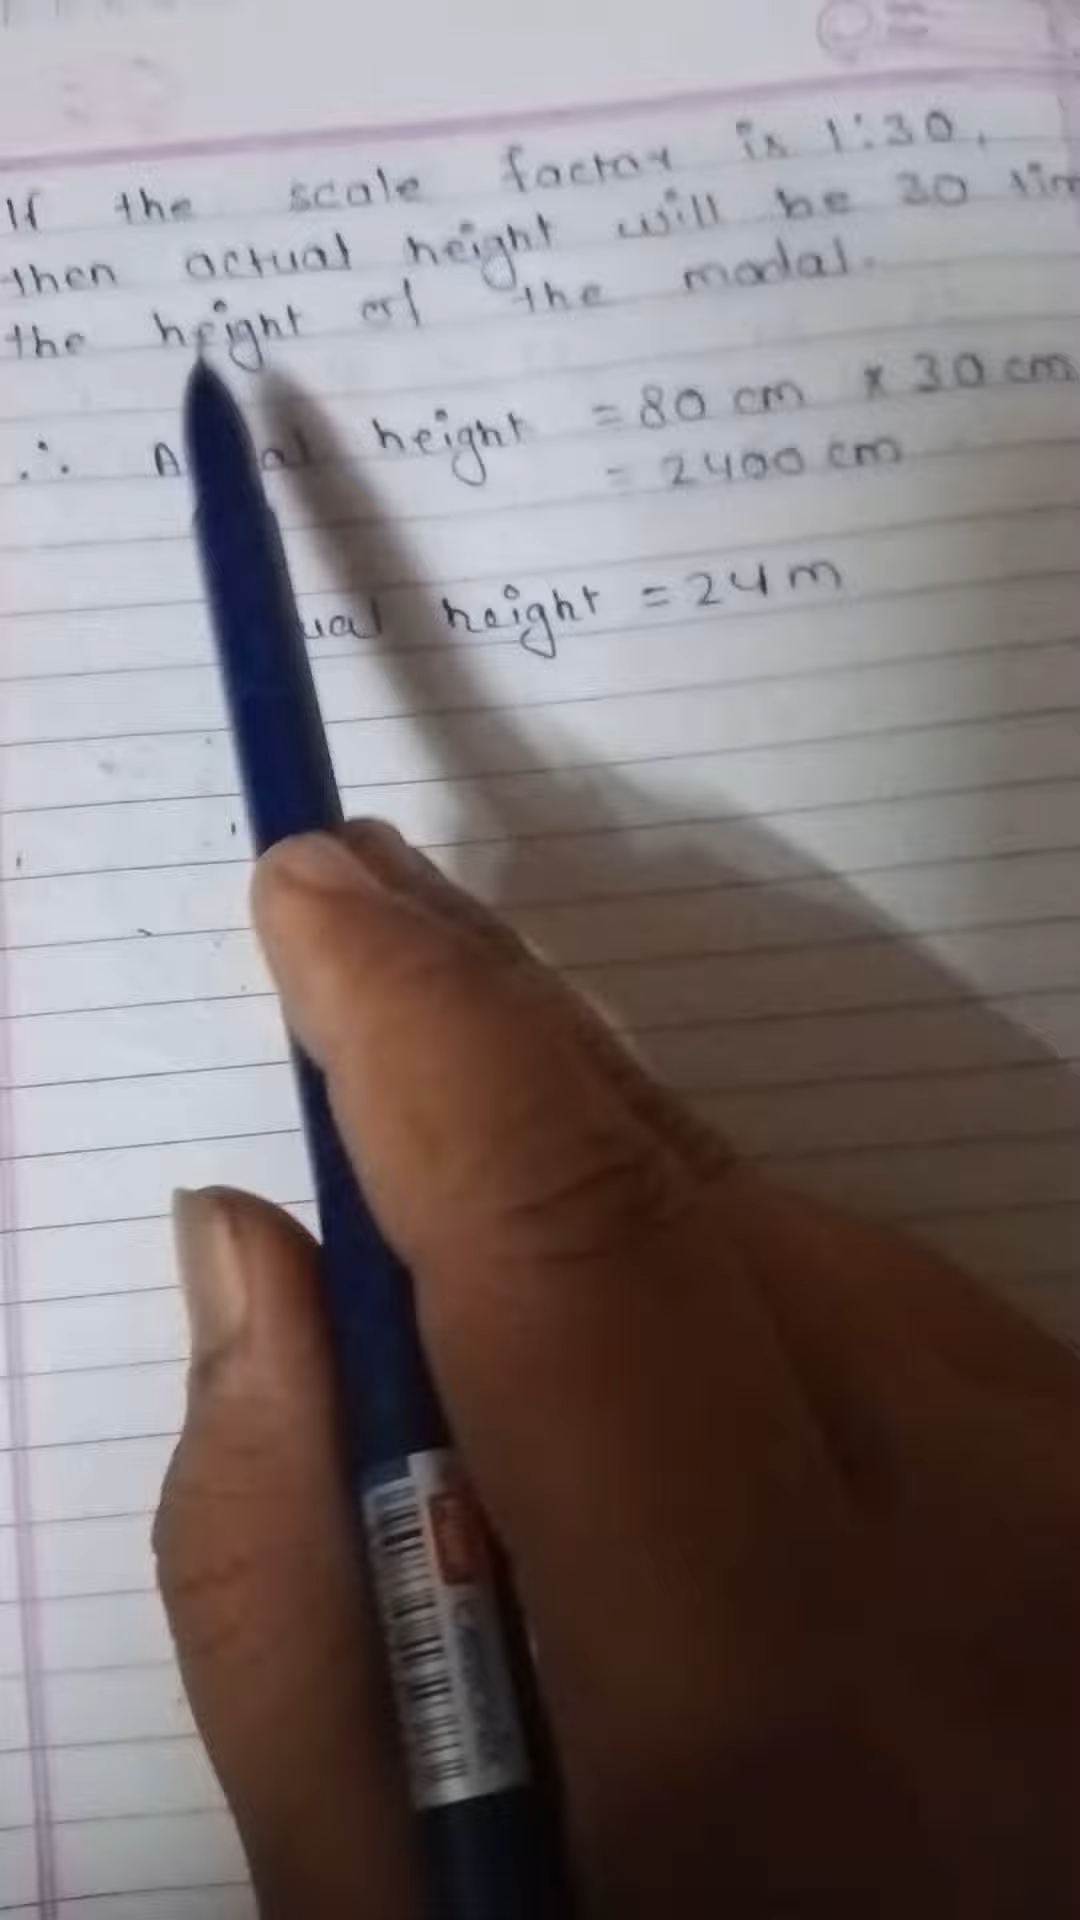 If the scale factor is 1:30,
then actual height will be 30
the height of the modal.
∴ height = 80 cm × 30 cm
= 2400 cm
height = 24 m